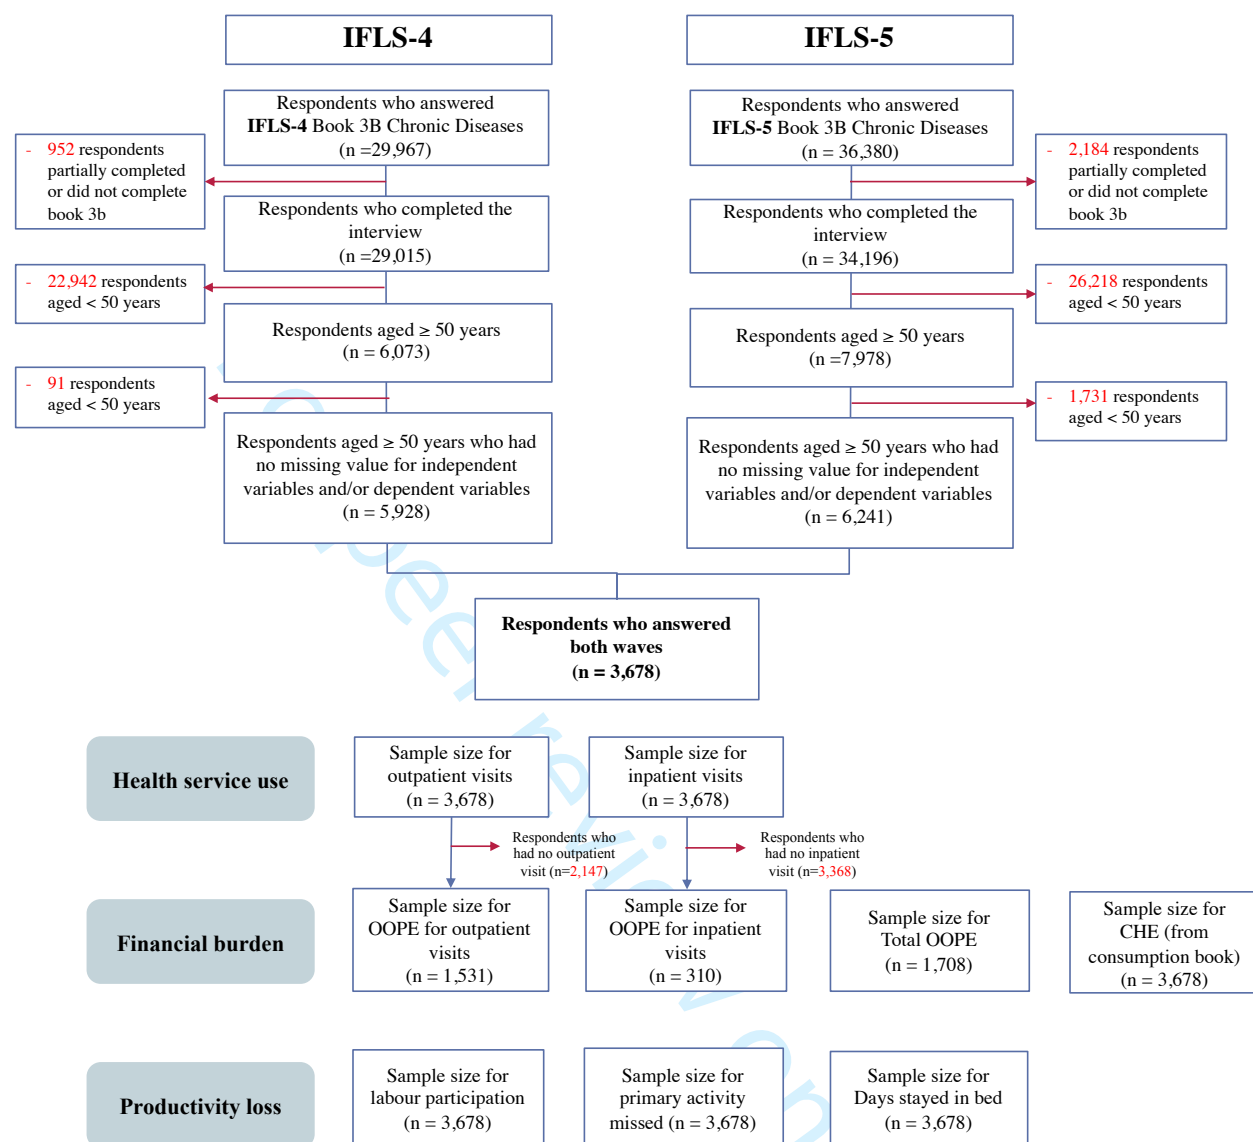 IFLS-4
IFLS-5
Respondents who answered
IFLS-4 Book 3B Chronic Diseases
(n =29,967)
Respondents who answered
IFLS-5 Book 3B Chronic Diseases
(n = 36,380)
- 952 respondents
partially completed
or did not complete
book 3b
- 2,184 respondents
partially completed
or did not complete
book 3b
Respondents who completed the
interview
(n =29,015)
Respondents who completed the
interview
(n = 34,196)
- 22,942 respondents
aged < 50 years
- 26,218 respondents
aged < 50 years
Respondents aged ≥ 50 years
(n = 6,073)
Respondents aged ≥ 50 years
(n =7,978)
- 91 respondents
aged < 50 years
- 1,731 respondents
aged < 50 years
Respondents aged ≥ 50 years who had
no missing value for independent
variables and/or dependent variables
(n = 5,928)
Respondents aged ≥ 50 years who had
no missing value for independent
variables and/or dependent variables
(n = 6,241)
Respondents who answered
both waves
(n = 3,678)
Health service use
Sample size for
outpatient visits
(n = 3,678)
Sample size for
inpatient visits
(n = 3,678)
Respondents who
had no outpatient
visit (n=2,147)
Respondents who
had no inpatient
visit (n=3,368)
Financial burden
Sample size for
OOPE for outpatient
visits
(n = 1,531)
Sample size for
OOPE for inpatient
visits
(n = 310)
Sample size for
Total OOPE
(n = 1,708)
Sample size for
CHE (from
consumption book)
(n = 3,678)
Productivity loss
Sample size for
labour participation
(n = 3,678)
Sample size for
primary activity
missed (n = 3,678)
Sample size for
Days stayed in bed
(n = 3,678)
peer review on